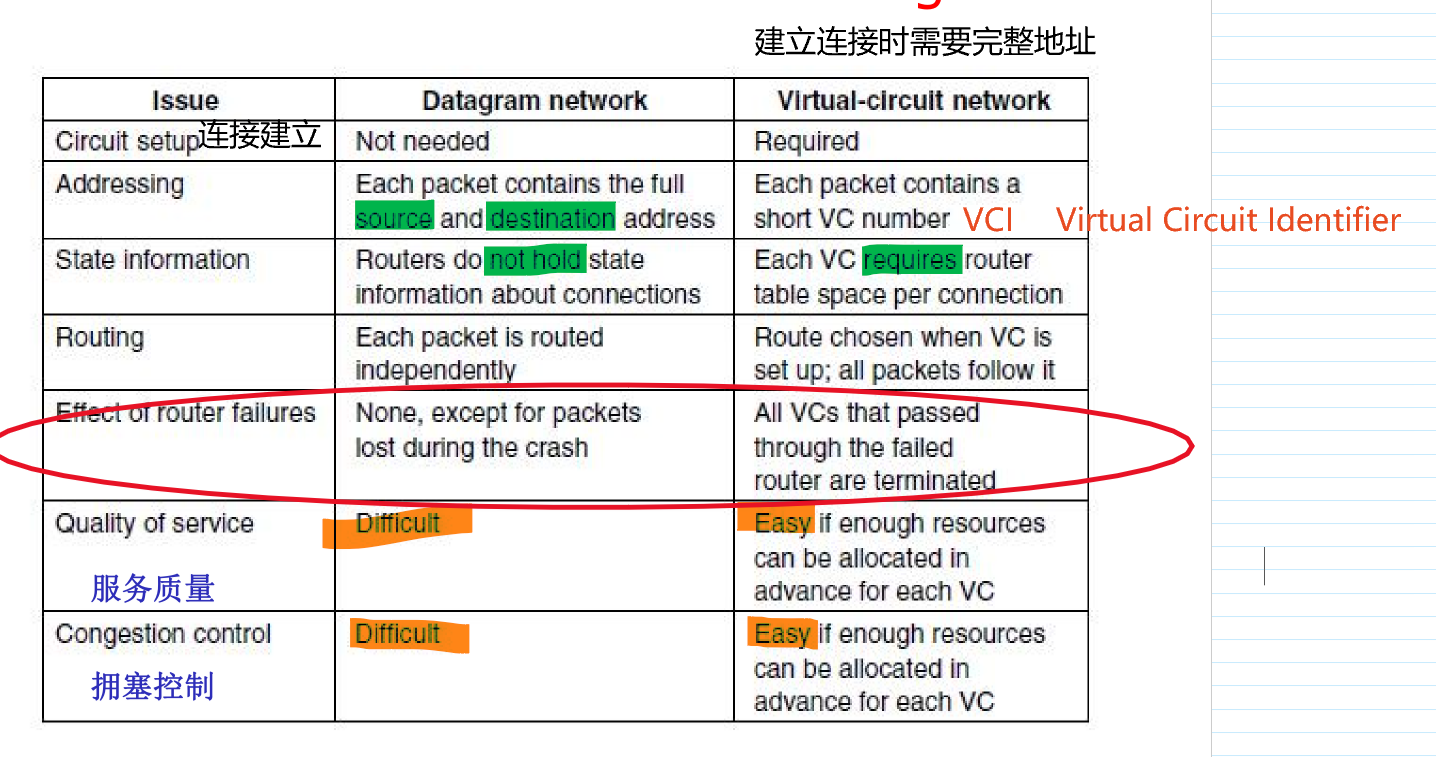 建立连接时需要完整地址
Issue
Datagram network
Virtual-circuit network
Circuit setup
连接建立
Not needed
Required
Addressing
Each packet contains the full
source and destination address
Each packet contains a
short VC number
VCI
Virtual Circuit Identifier
State information
Routers do not hold state
information about connections
Each VC requires router
table space per connection
Routing
Each packet is routed
independently
Route chosen when VC is
set up; all packets follow it
Effect of router failures
None, except for packets
lost during the crash
All VCs that passed
through the failed
router are terminated
Quality of service
服务质量
Difficult
Easy if enough resources
can be allocated in
advance for each VC
Congestion control
拥塞控制
Difficult
Easy if enough resources
can be allocated in
advance for each VC